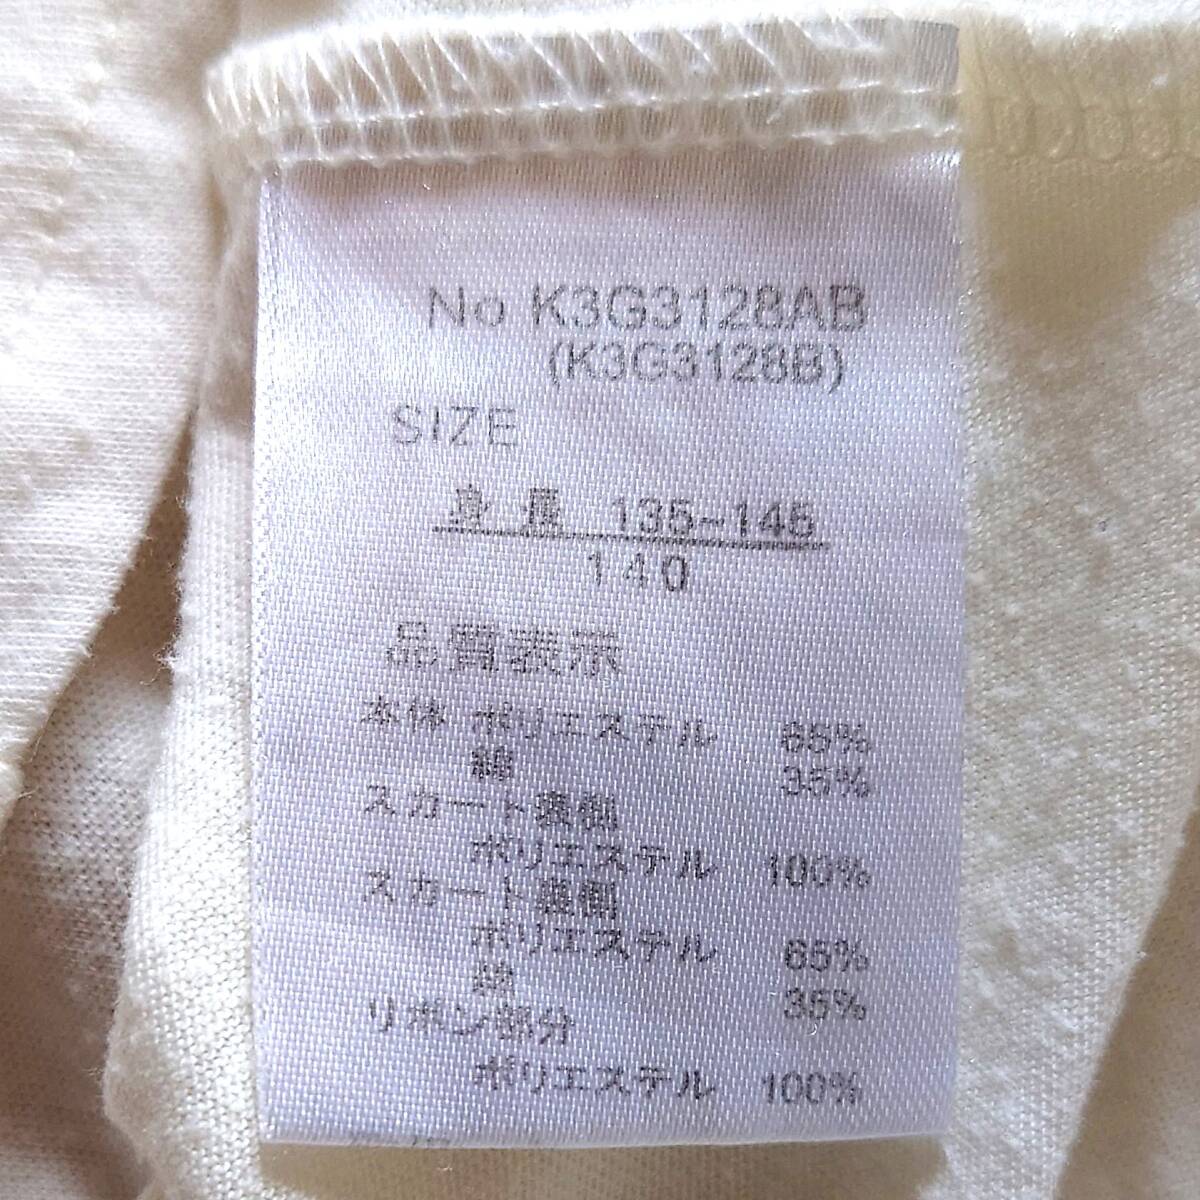 No K3G3128AB
(K3G3128B)
SIZE
身長 135~145
140
品質表示
本体 ポリエステル 65%
綿 35%
スカート表側
ポリエステル 100%
スカート裏側
ポリエステル 65%
綿 35%
リボン部分
ポリエステル 100%